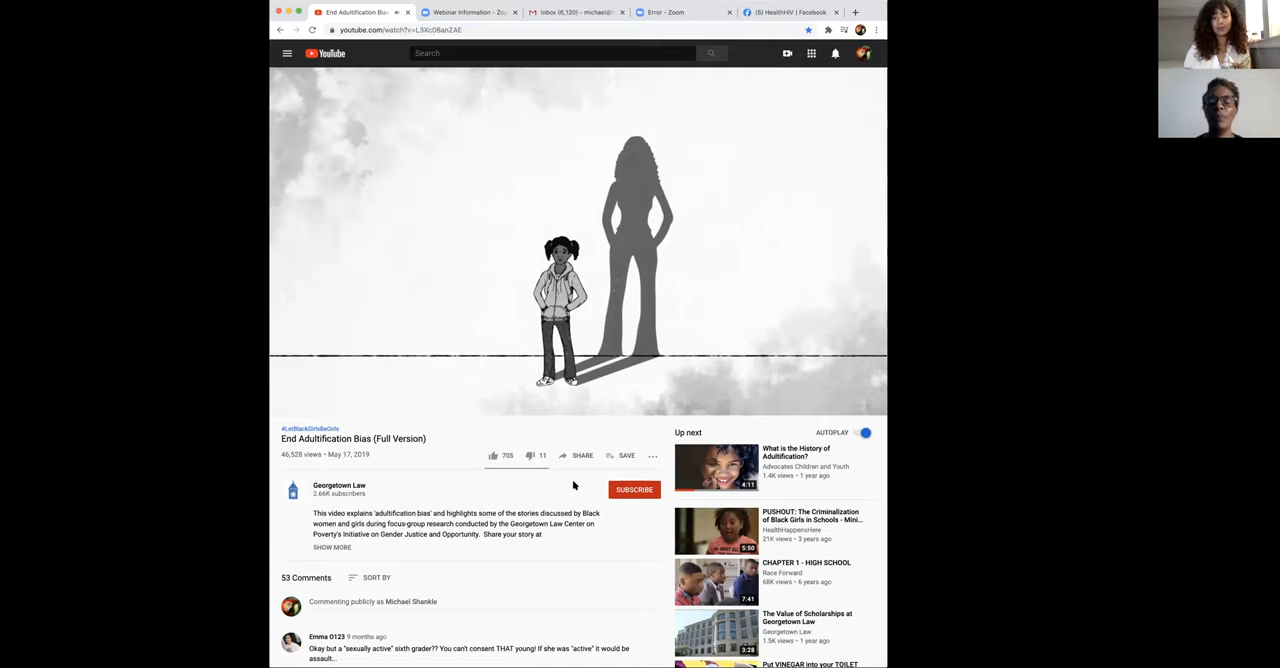 End Adultification Bias
Webinar Information - Zo
Inbox (6,120) - michael@
Error - Zoom
(5) HealthHIV | Facebook
youtube.com/watch?v=L3Xc08anZAE
YouTube
Search
#LetBlackGirlsBeGirls
End Adultification Bias (Full Version)
46,528 views • May 17, 2019
705
11
SHARE
SAVE
Georgetown Law
2.66K subscribers
SUBSCRIBE
This video explains 'adultification bias' and highlights some of the stories discussed by Black
women and girls during focus-group research conducted by the Georgetown Law Center on
Poverty's Initiative on Gender Justice and Opportunity. Share your story at
SHOW MORE
53 Comments
SORT BY
Commenting publicly as Michael Shankle
Emma O123 9 months ago
Okay but a "sexually active" sixth grader?? You can't consent THAT young! If she was "active" it would be
assault...
Up next
AUTOPLAY
What is the History of
Adultification?
Advocates Children and Youth
1.4K views • 1 year ago
4:11
PUSHOUT: The Criminalization
of Black Girls in Schools - Mini...
HealthHappensHere
21K views • 3 years ago
5:50
CHAPTER 1 - HIGH SCHOOL
Race Forward
68K views • 6 years ago
7:41
The Value of Scholarships at
Georgetown Law
Georgetown Law
1.5K views • 1 year ago
3:28
Put VINEGAR into your TOILET